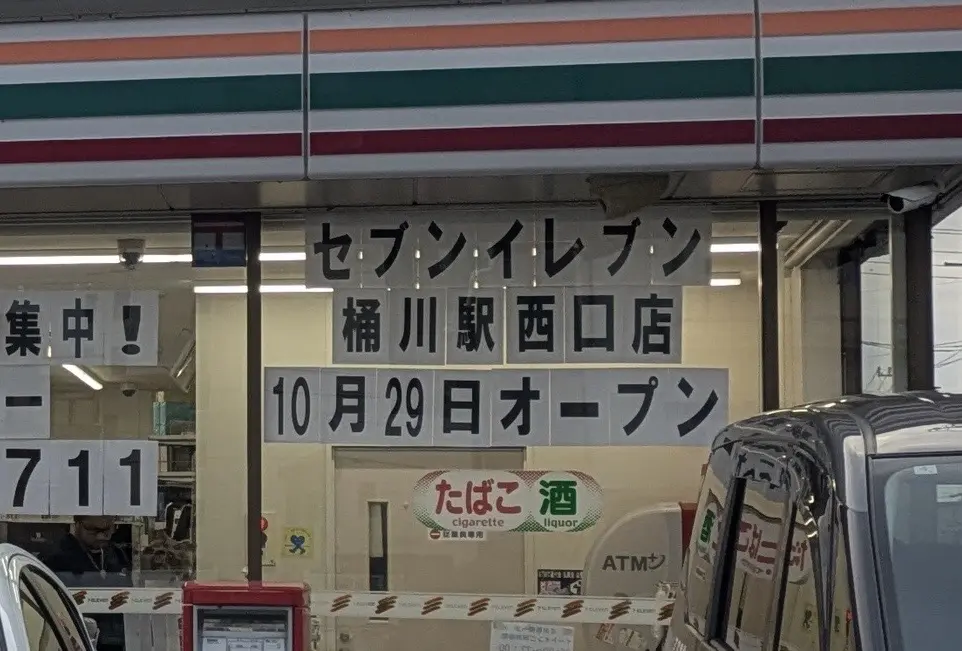 セブンイレブン
桶川駅西口店
10月29日オープン
集中!
ー
711
たばこ 酒
cigarette liquor
ATM